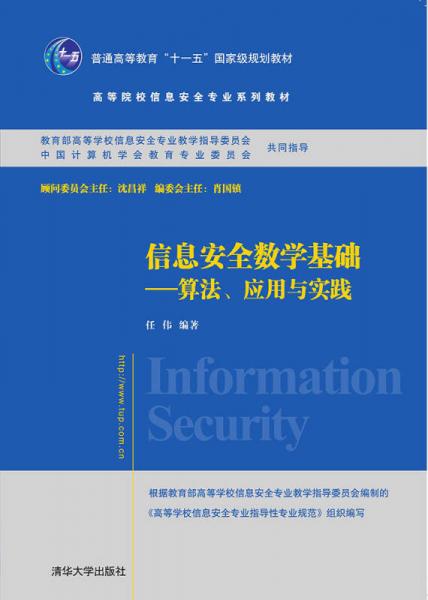 十一五
普通高等教育“十一五”国家级规划教材
高等院校信息安全专业系列教材
教育部高等学校信息安全专业教学指导委员会
中国计算机学会教育专业委员会
共同指导
顾问委员会主任：沈昌祥 编委会主任：肖国镇
信息安全数学基础
——算法、应用与实践
任 伟 编著
http://www.tup.com.cn
Information
Security
根据教育部高等学校信息安全专业教学指导委员会编制的
《高等学校信息安全专业指导性专业规范》组织编写
清华大学出版社